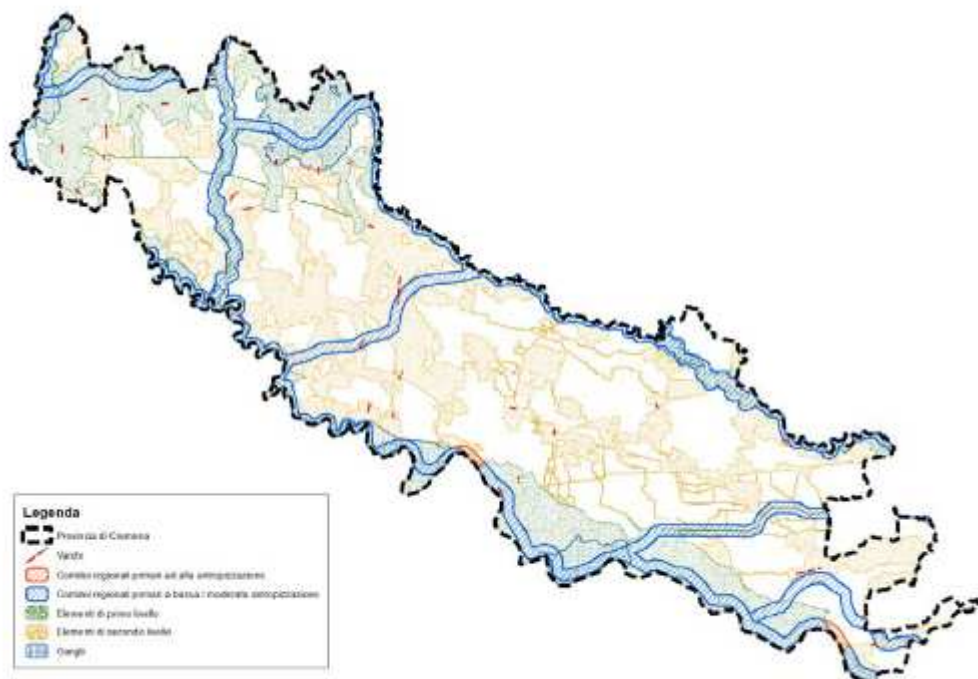 Legenda
Provincia di Cremona
Varchi
Corridoi regionali primari ad alta antropizzazione
Corridoi regionali primari a bassa / moderata antropizzazione
Elementi di primo livello
Elementi di secondo livello
Gangli